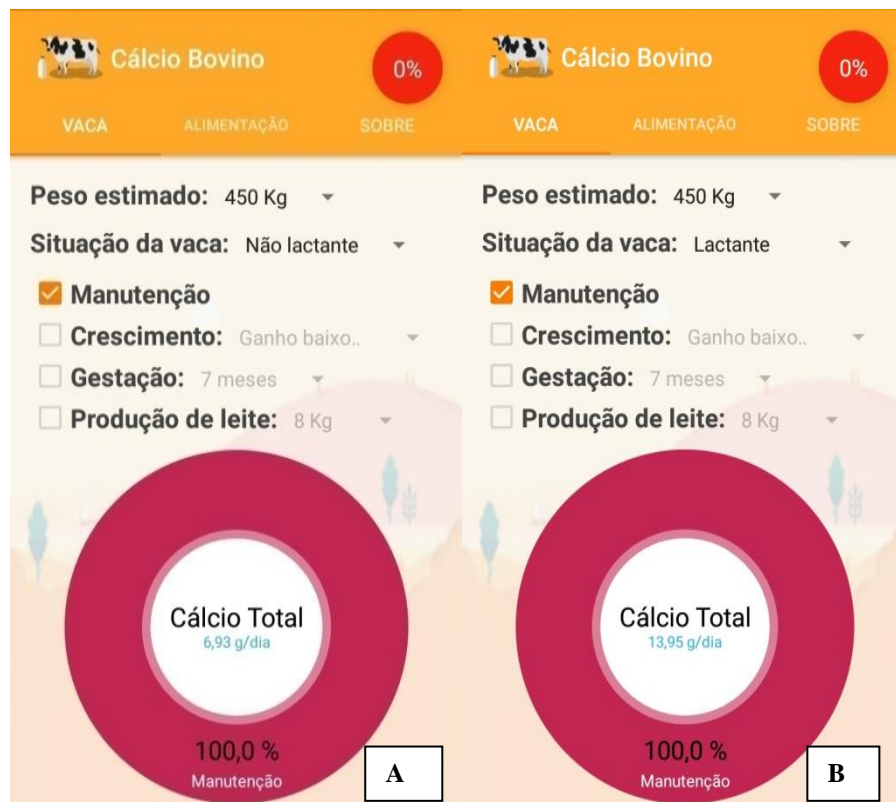 Cálcio Bovino
0%
VACA ALIMENTAÇÃO SOBRE
Peso estimado: 450 Kg
Situação da vaca: Não lactante
Manutenção
Crescimento: Ganho baixo..
Gestação: 7 meses
Produção de leite: 8 Kg
Cálcio Total
6,93 g/dia
100,0 %
Manutenção
A
Cálcio Bovino
0%
VACA ALIMENTAÇÃO SOBRE
Peso estimado: 450 Kg
Situação da vaca: Lactante
Manutenção
Crescimento: Ganho baixo..
Gestação: 7 meses
Produção de leite: 8 Kg
Cálcio Total
13,95 g/dia
100,0 %
Manutenção
B